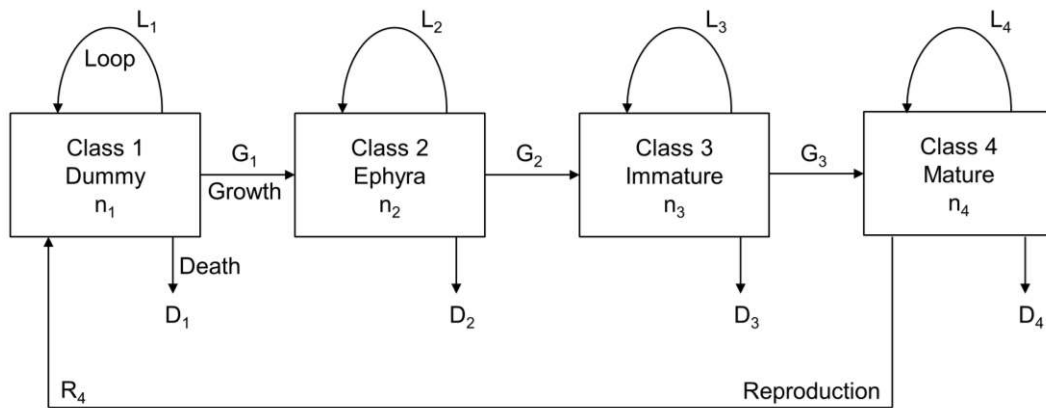 L₁
L₂
L₃
L₄
Loop
Class 1
Dummy
n₁
G₁
Growth
Class 2
Ephyra
n₂
G₂
Class 3
Immature
n₃
G₃
Class 4
Mature
n₄
Death
D₁
D₂
D₃
D₄
R₄
Reproduction